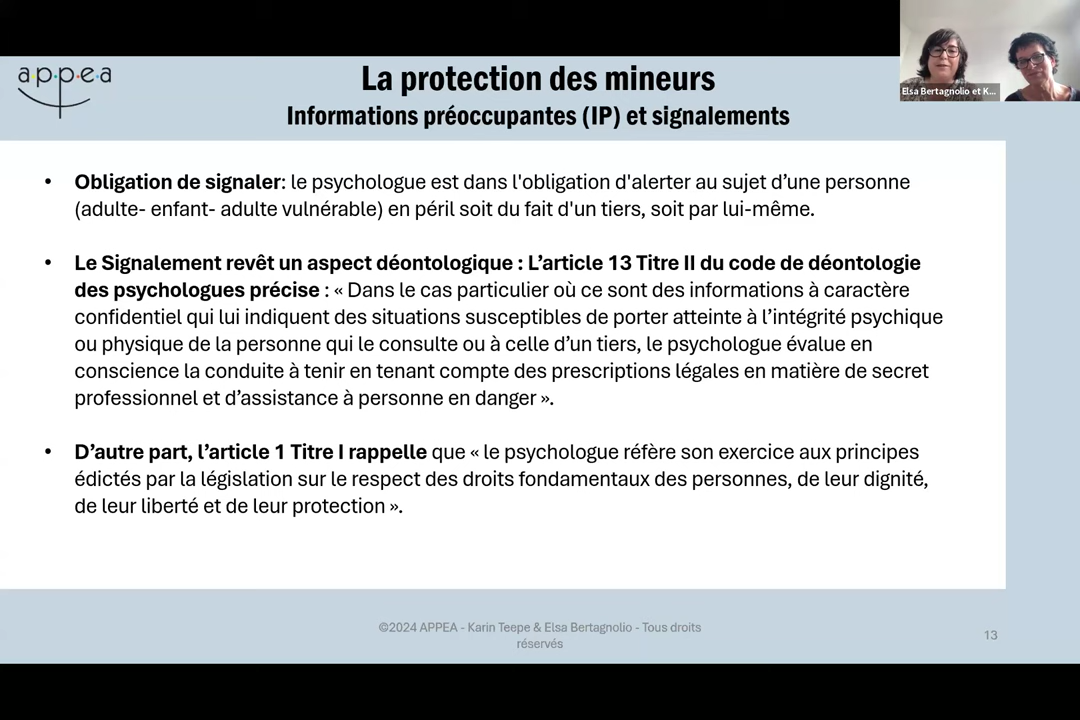 appea
La protection des mineurs
Informations préoccupantes (IP) et signalements
Elsa Bertagnolio et K...
• Obligation de signaler: le psychologue est dans l'obligation d'alerter au sujet d’une personne
(adulte- enfant- adulte vulnérable) en péril soit du fait d'un tiers, soit par lui-même.
• Le Signalement revêt un aspect déontologique : L’article 13 Titre II du code de déontologie
des psychologues précise : « Dans le cas particulier où ce sont des informations à caractère
confidentiel qui lui indiquent des situations susceptibles de porter atteinte à l’intégrité psychique
ou physique de la personne qui le consulte ou à celle d’un tiers, le psychologue évalue en
conscience la conduite à tenir en tenant compte des prescriptions légales en matière de secret
professionnel et d’assistance à personne en danger ».
• D’autre part, l’article 1 Titre I rappelle que « le psychologue réfère son exercice aux principes
édictés par la législation sur le respect des droits fondamentaux des personnes, de leur dignité,
de leur liberté et de leur protection ».
©2024 APPEA - Karin Teepe & Elsa Bertagnolio - Tous droits
réservés
13